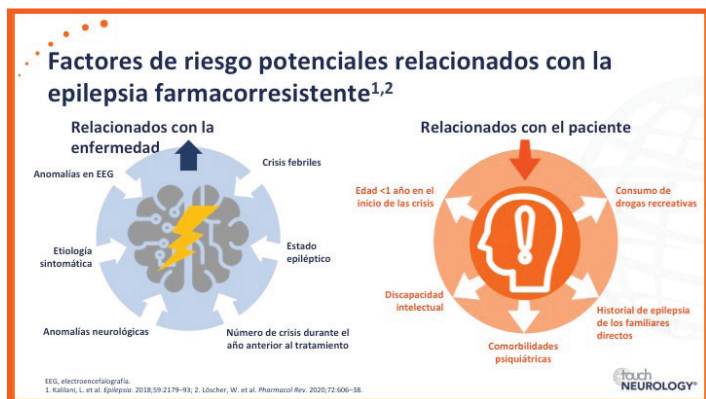 Factores de riesgo potenciales relacionados con la
epilepsia farmacorresistente1,2
Relacionados con la
enfermedad
Anomalías en EEG
Crisis febriles
Etiología
sintomática
Estado
epiléptico
Anomalías neurológicas
Número de crisis durante el
año anterior al tratamiento
Relacionados con el paciente
Edad <1 año en el
inicio de las crisis
Consumo de
drogas recreativas
Discapacidad
intelectual
Historial de epilepsia
de los familiares
directos
Comorbilidades
psiquiátricas
EEG, electroencefalografía.
1. Kalilani, L. et al. Epilepsia. 2018;59:2179–93; 2. Löscher, W. et al. Pharmacol Rev. 2020;72:606–38.
touch
NEUROLOGY®